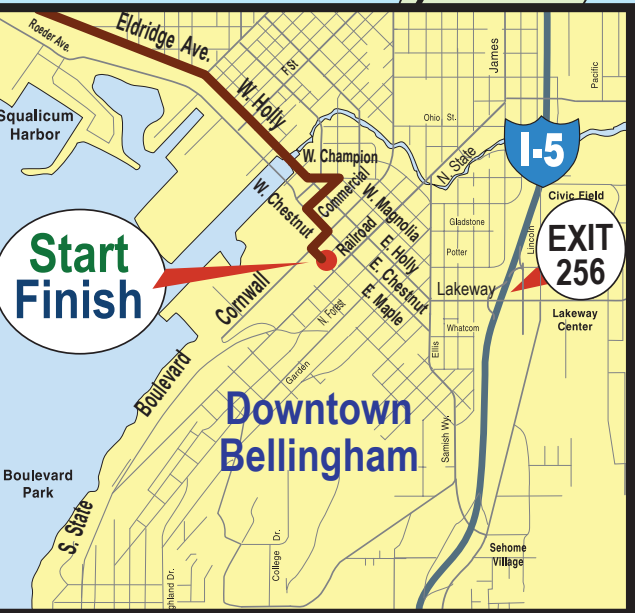 Eldridge Ave.
Roeder Ave.
F St
James
Pacific
W. Holly
Squalicum
Harbor
Ohio St.
I-5
W. Champion
N. State
Commercial
W. Chestnut
W. Magnolia
Civic Field
Gladstone
Lincoln
EXIT
256
Start
Finish
Railroad
E. Holly
Potter
E. Chestnut
Lakeway
Cornwall
E. Maple
N. Forest
Whatcom
Lakeway
Center
Ellis
Boulevard
Garden
Downtown
Bellingham
Samish Wy.
Boulevard
Park
S. State
College Dr.
Sehome
Village
ghland Dr.